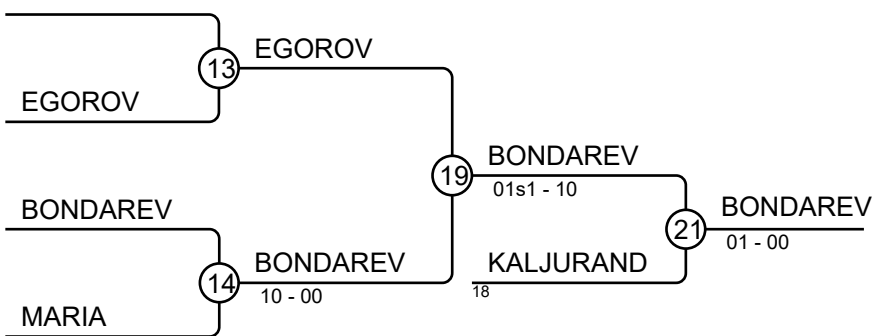 EGOROV
13
EGOROV
BONDAREV
19
01s1 - 10
BONDAREV
BONDAREV
21
01 - 00
BONDAREV
14
10 - 00
KALJURAND
18
MARIA